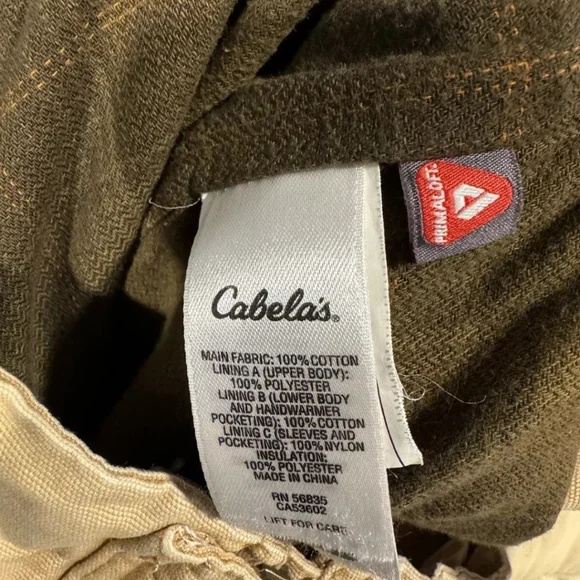 PRIMALOFT
Cabela's®
MAIN FABRIC: 100% COTTON
LINING A (UPPER BODY):
100% POLYESTER
LINING B (LOWER BODY
AND HANDWARMER
POCKETING): 100% COTTON
LINING C (SLEEVES AND
POCKETING): 100% NYLON
INSULATION:
100% POLYESTER
MADE IN CHINA
RN 56835
CA53602
LIFT FOR CARE